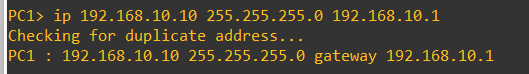 PC1> ip 192.168.10.10 255.255.255.0 192.168.10.1
Checking for duplicate address...
PC1 : 192.168.10.10 255.255.255.0 gateway 192.168.10.1